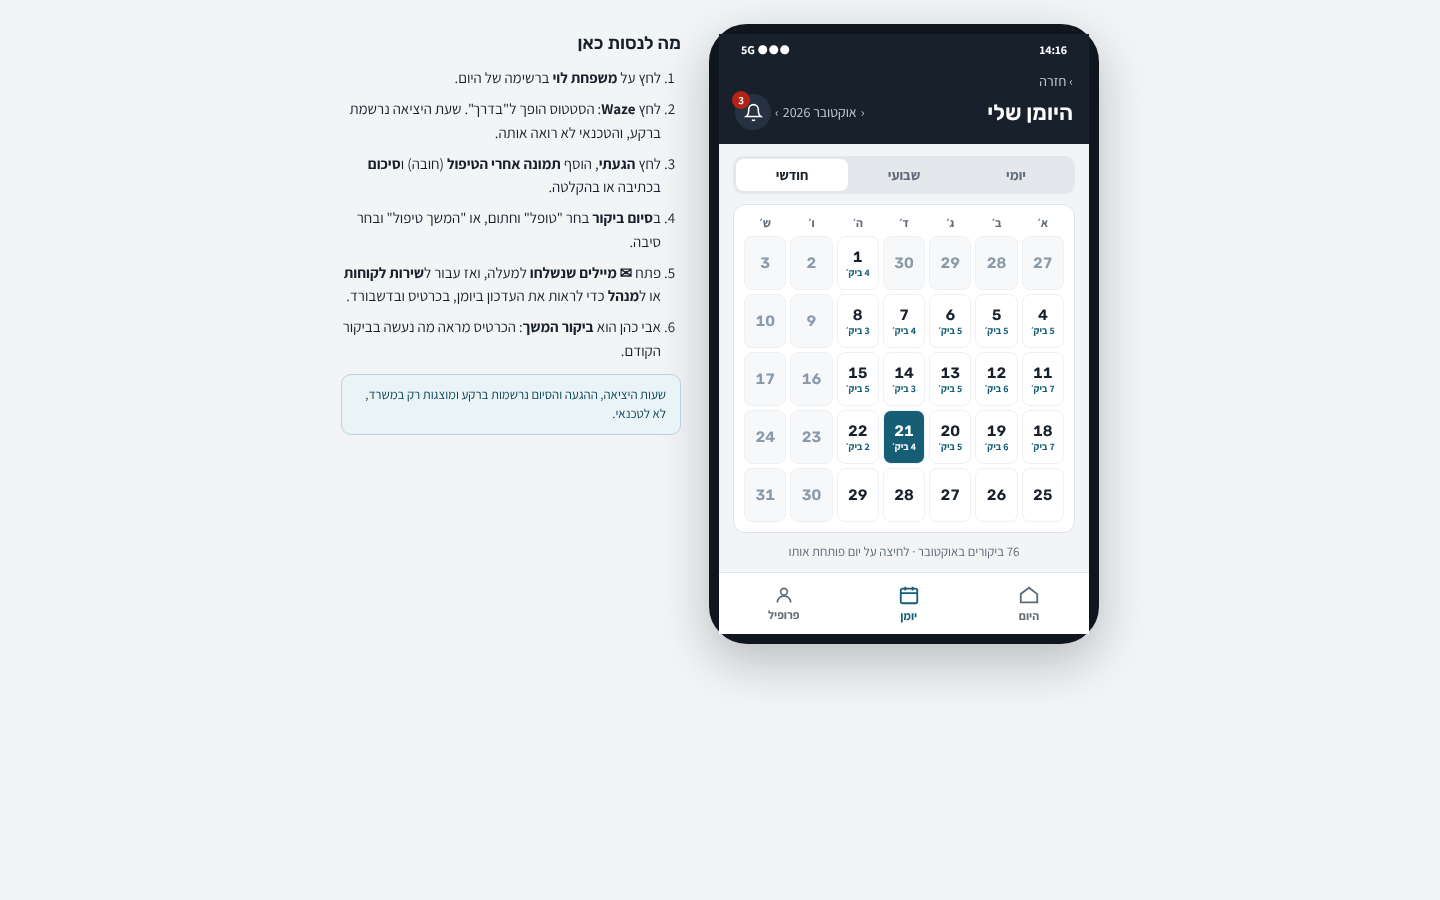 14:16
5G
‹ חזרה
היומן שלי
‹ אוקטובר 2026 ›
3
יומי
שבועי
חודשי
א׳ ב׳ ג׳ ד׳ ה׳ ו׳ ש׳
27 28 29 30 1 2 3
4 ביק׳
4 5 6 7 8 9 10
5 ביק׳ 5 ביק׳ 5 ביק׳ 4 ביק׳ 3 ביק׳
11 12 13 14 15 16 17
7 ביק׳ 6 ביק׳ 5 ביק׳ 3 ביק׳ 5 ביק׳
18 19 20 21 22 23 24
7 ביק׳ 6 ביק׳ 5 ביק׳ 4 ביק׳ 2 ביק׳
25 26 27 28 29 30 31
76 ביקורים באוקטובר · לחיצה על יום פותחת אותו
היום
יומן
פרופיל
מה לנסות כאן
1. לחץ על משפחת לוי ברשימה של היום.
2. לחץ Waze: הסטטוס הופך ל"בדרך". שעת היציאה נרשמת
ברקע, והטכנאי לא רואה אותה.
3. לחץ הגעתי, הוסף תמונה אחרי הטיפול (חובה) וסיכום
בכתיבה או בהקלטה.
4. בסיום ביקור בחר "טופל" וחתום, או "המשך טיפול" ובחר
סיבה.
5. פתח ✉ מיילים שנשלחו למעלה, ואז עבור לשירות לקוחות
או למנהל כדי לראות את העדכון ביומן, בכרטיס ובדשבורד.
6. אבי כהן הוא ביקור המשך: הכרטיס מראה מה נעשה בביקור
הקודם.
שעות היציאה, ההגעה והסיום נרשמות ברקע ומוצגות רק במשרד,
לא לטכנאי.